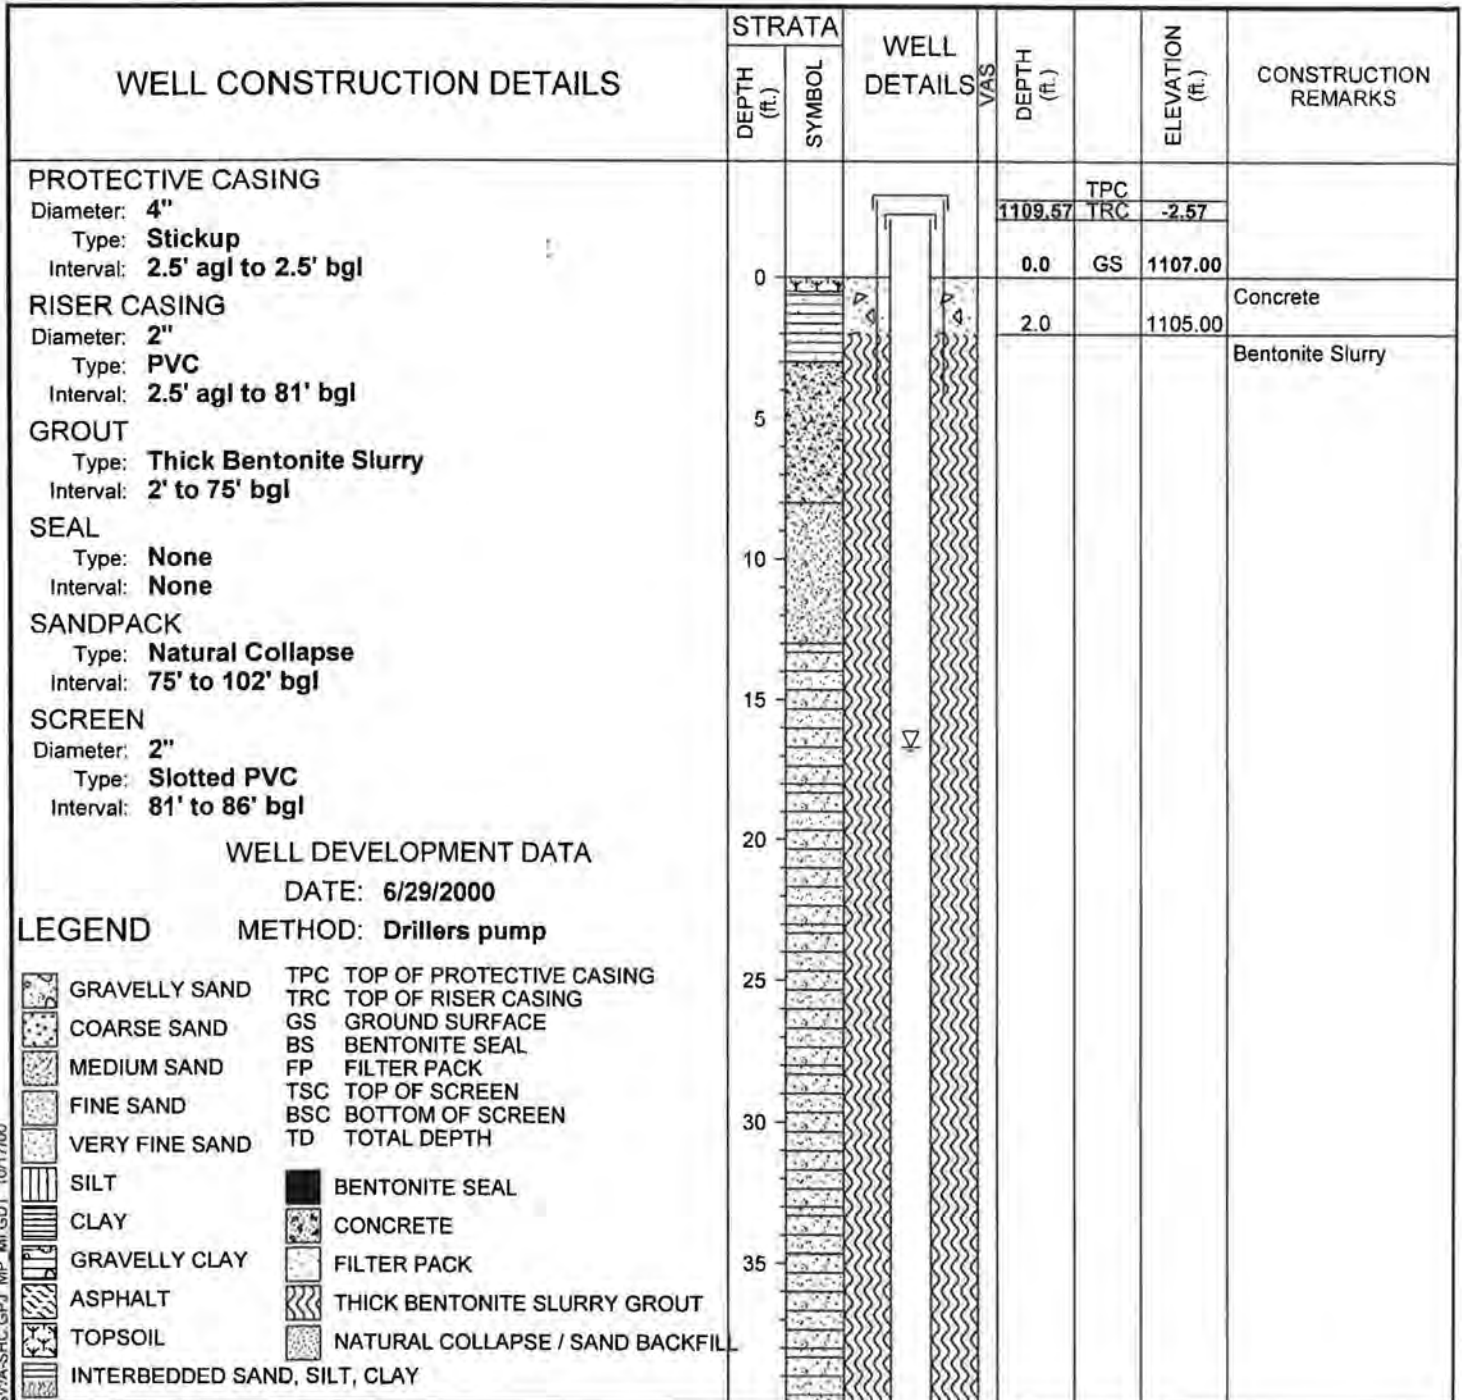 WELL CONSTRUCTION DETAILS
STRATA
DEPTH (ft.)
SYMBOL
WELL DETAILS
VAS
DEPTH (ft.)
ELEVATION (ft.)
CONSTRUCTION REMARKS
PROTECTIVE CASING
Diameter: 4"
Type: Stickup
Interval: 2.5' agl to 2.5' bgl
RISER CASING
Diameter: 2"
Type: PVC
Interval: 2.5' agl to 81' bgl
GROUT
Type: Thick Bentonite Slurry
Interval: 2' to 75' bgl
SEAL
Type: None
Interval: None
SANDPACK
Type: Natural Collapse
Interval: 75' to 102' bgl
SCREEN
Diameter: 2"
Type: Slotted PVC
Interval: 81' to 86' bgl
WELL DEVELOPMENT DATA
DATE: 6/29/2000
METHOD: Drillers pump
LEGEND
GRAVELLY SAND
COARSE SAND
MEDIUM SAND
FINE SAND
VERY FINE SAND
SILT
CLAY
GRAVELLY CLAY
ASPHALT
TOPSOIL
INTERBEDDED SAND, SILT, CLAY
TPC TOP OF PROTECTIVE CASING
TRC TOP OF RISER CASING
GS GROUND SURFACE
BS BENTONITE SEAL
FP FILTER PACK
TSC TOP OF SCREEN
BSC BOTTOM OF SCREEN
TD TOTAL DEPTH
BENTONITE SEAL
CONCRETE
FILTER PACK
THICK BENTONITE SLURRY GROUT
NATURAL COLLAPSE / SAND BACKFILL
0
5
10
15
20
25
30
35
TPC
1109.57 TRC -2.57
0.0 GS 1107.00
Concrete
2.0 1105.00
Bentonite Slurry